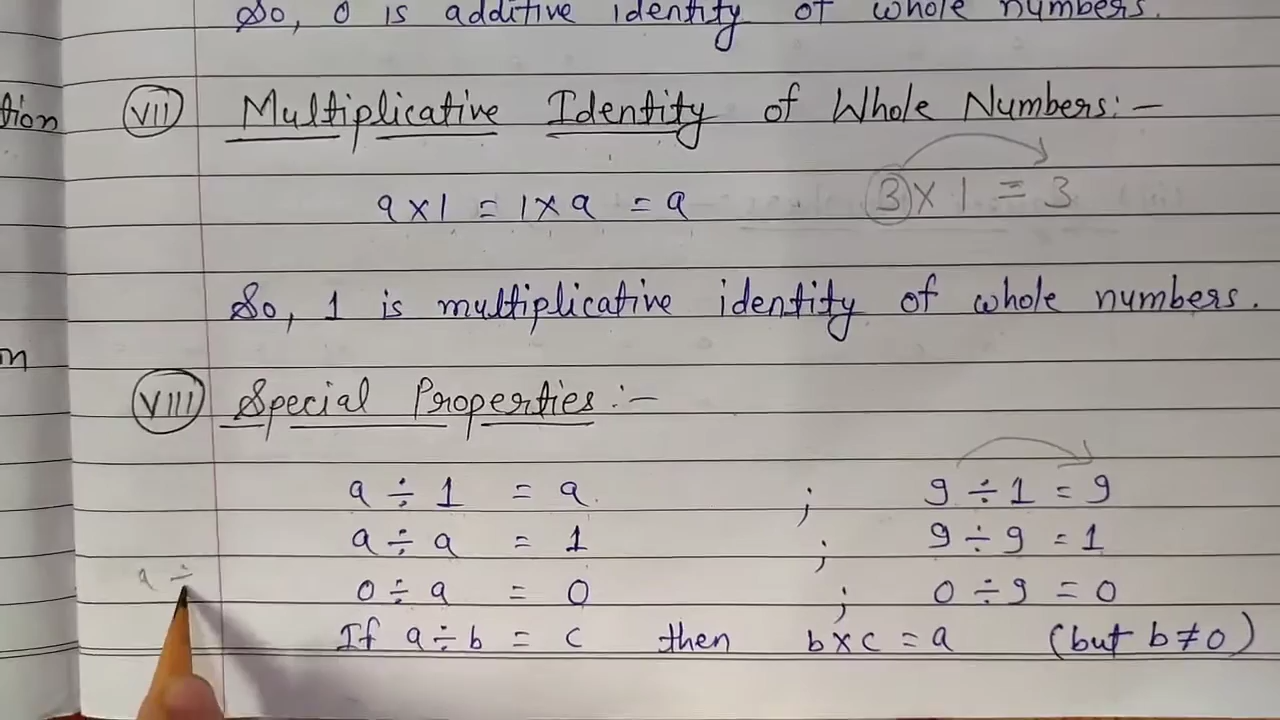 So, 0 is additive identity of whole numbers.
tion
VII Multiplicative Identity of Whole Numbers:-
a×1 = 1×a = a 3×1 = 3
So, 1 is multiplicative identity of whole numbers.
VIII Special Properties:-
a ÷ 1 = a ; 9 ÷ 1 = 9
a ÷ a = 1 ; 9 ÷ 9 = 1
a ÷
0 ÷ a = 0 ; 0 ÷ 9 = 0
If a ÷ b = c then b×c = a (but b ≠ 0)